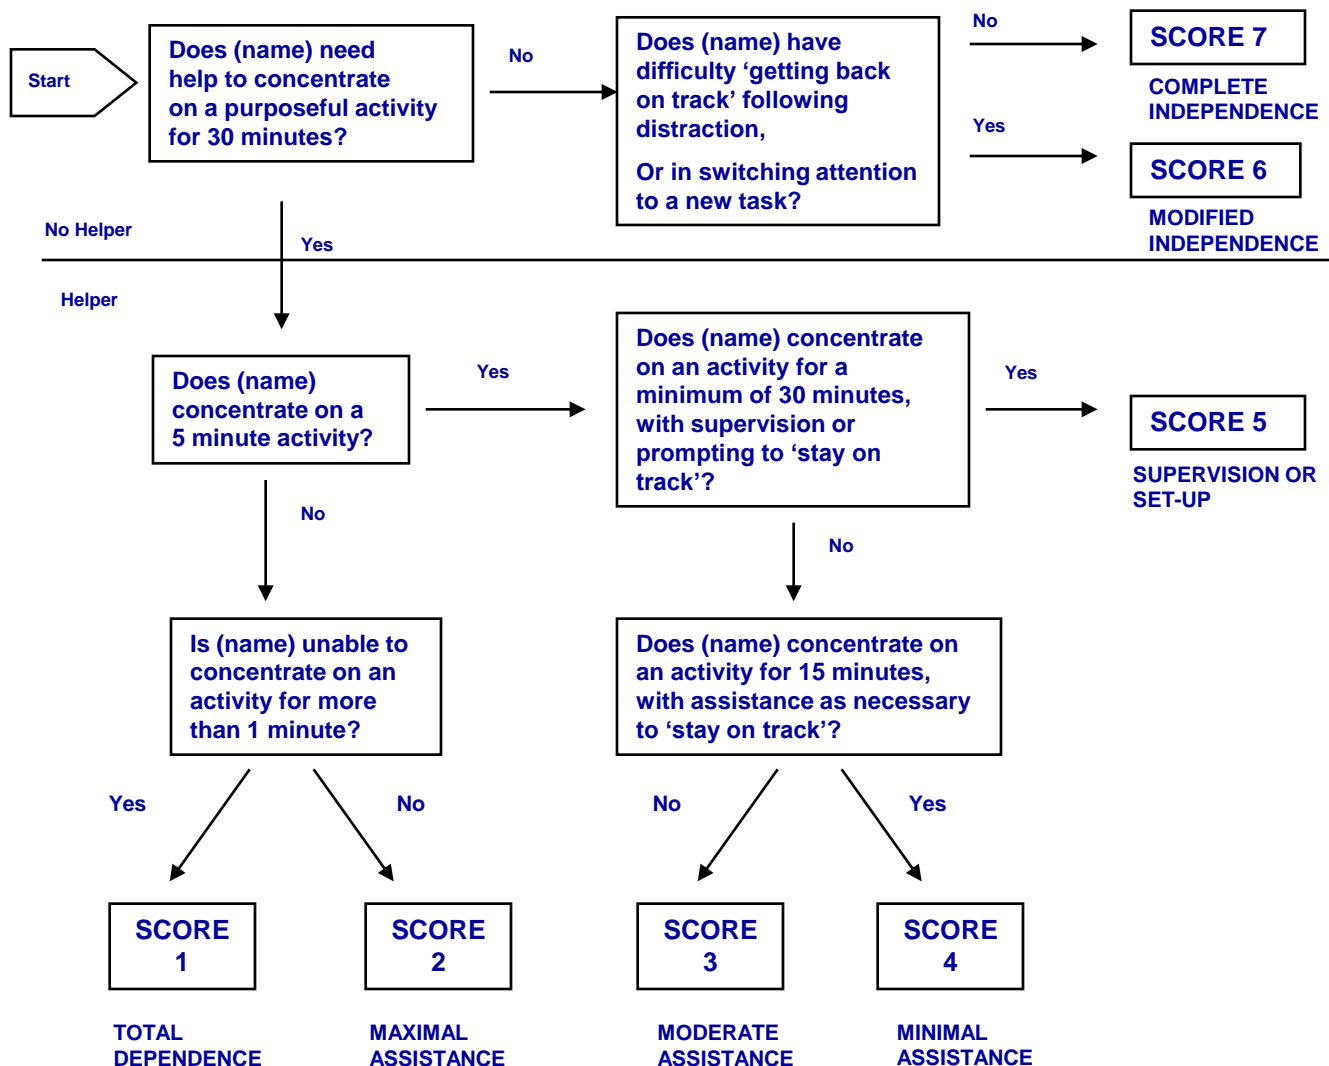 Start
Does (name) need
help to concentrate
on a purposeful activity
for 30 minutes?
No
Does (name) have
difficulty ‘getting back
on track’ following
distraction,
Or in switching attention
to a new task?
No
SCORE 7
COMPLETE
INDEPENDENCE
Yes
SCORE 6
MODIFIED
INDEPENDENCE
No Helper
Yes
Helper
Does (name)
concentrate on a
5 minute activity?
Yes
Does (name) concentrate
on an activity for a
minimum of 30 minutes,
with supervision or
prompting to ‘stay on
track’?
Yes
SCORE 5
SUPERVISION OR
SET-UP
No
No
Is (name) unable to
concentrate on an
activity for more
than 1 minute?
Does (name) concentrate on
an activity for 15 minutes,
with assistance as necessary
to ‘stay on track’?
Yes
No
No
Yes
SCORE
1
TOTAL
DEPENDENCE
SCORE
2
MAXIMAL
ASSISTANCE
SCORE
3
MODERATE
ASSISTANCE
SCORE
4
MINIMAL
ASSISTANCE